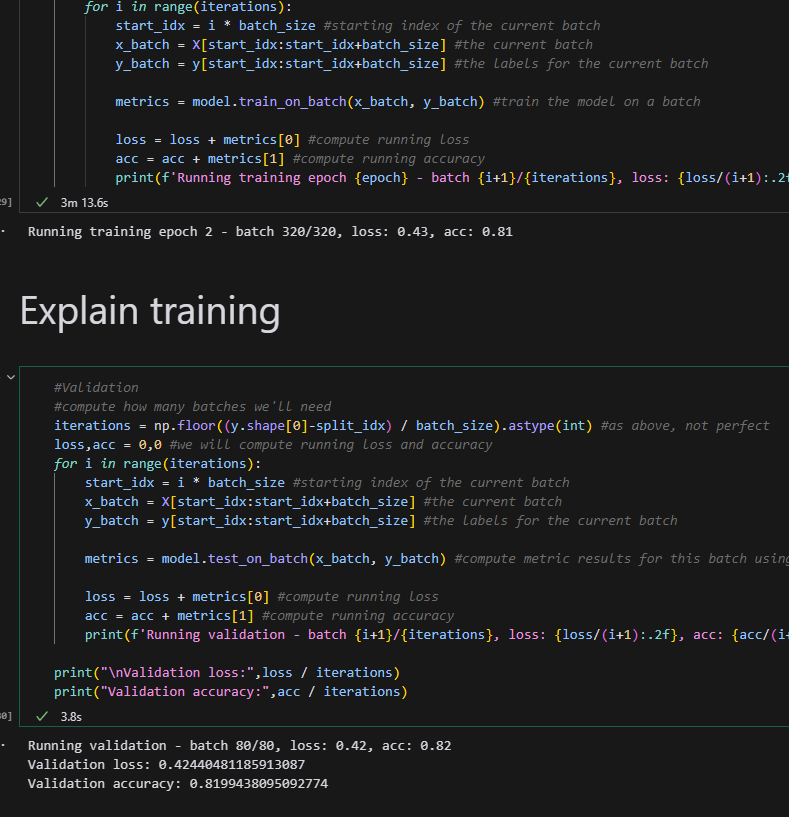 for i in range(iterations):
start_idx = i * batch_size #starting index of the current batch
x_batch = X[start_idx:start_idx+batch_size] #the current batch
y_batch = y[start_idx:start_idx+batch_size] #the labels for the current batch
metrics = model.train_on_batch(x_batch, y_batch) #train the model on a batch
loss = loss + metrics[0] #compute running loss
acc = acc + metrics[1] #compute running accuracy
print(f'Running training epoch {epoch} - batch {i+1}/{iterations}, loss: {loss/(i+1):.2f
9] 3m 13.6s
Running training epoch 2 - batch 320/320, loss: 0.43, acc: 0.81
Explain training
#Validation
#compute how many batches we'll need
iterations = np.floor((y.shape[0]-split_idx) / batch_size).astype(int) #as above, not perfect
loss,acc = 0,0 #we will compute running loss and accuracy
for i in range(iterations):
start_idx = i * batch_size #starting index of the current batch
x_batch = X[start_idx:start_idx+batch_size] #the current batch
y_batch = y[start_idx:start_idx+batch_size] #the labels for the current batch
metrics = model.test_on_batch(x_batch, y_batch) #compute metric results for this batch using
loss = loss + metrics[0] #compute running loss
acc = acc + metrics[1] #compute running accuracy
print(f'Running validation - batch {i+1}/{iterations}, loss: {loss/(i+1):.2f}, acc: {acc/(i+
print("\nValidation loss:",loss / iterations)
print("Validation accuracy:",acc / iterations)
0] 3.8s
Running validation - batch 80/80, loss: 0.42, acc: 0.82
Validation loss: 0.42440481185913087
Validation accuracy: 0.8199438095092774